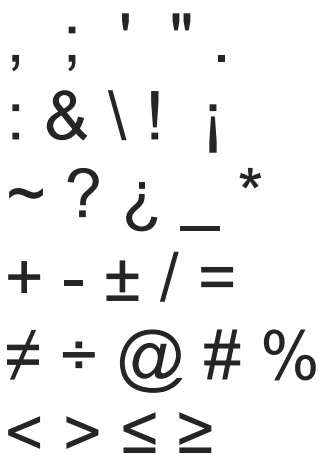 , ; ' " .
: & \ ! ¡
~ ? ¿ _ *
+ - ± / =
≠ ÷ @ # %
< > ≤ ≥